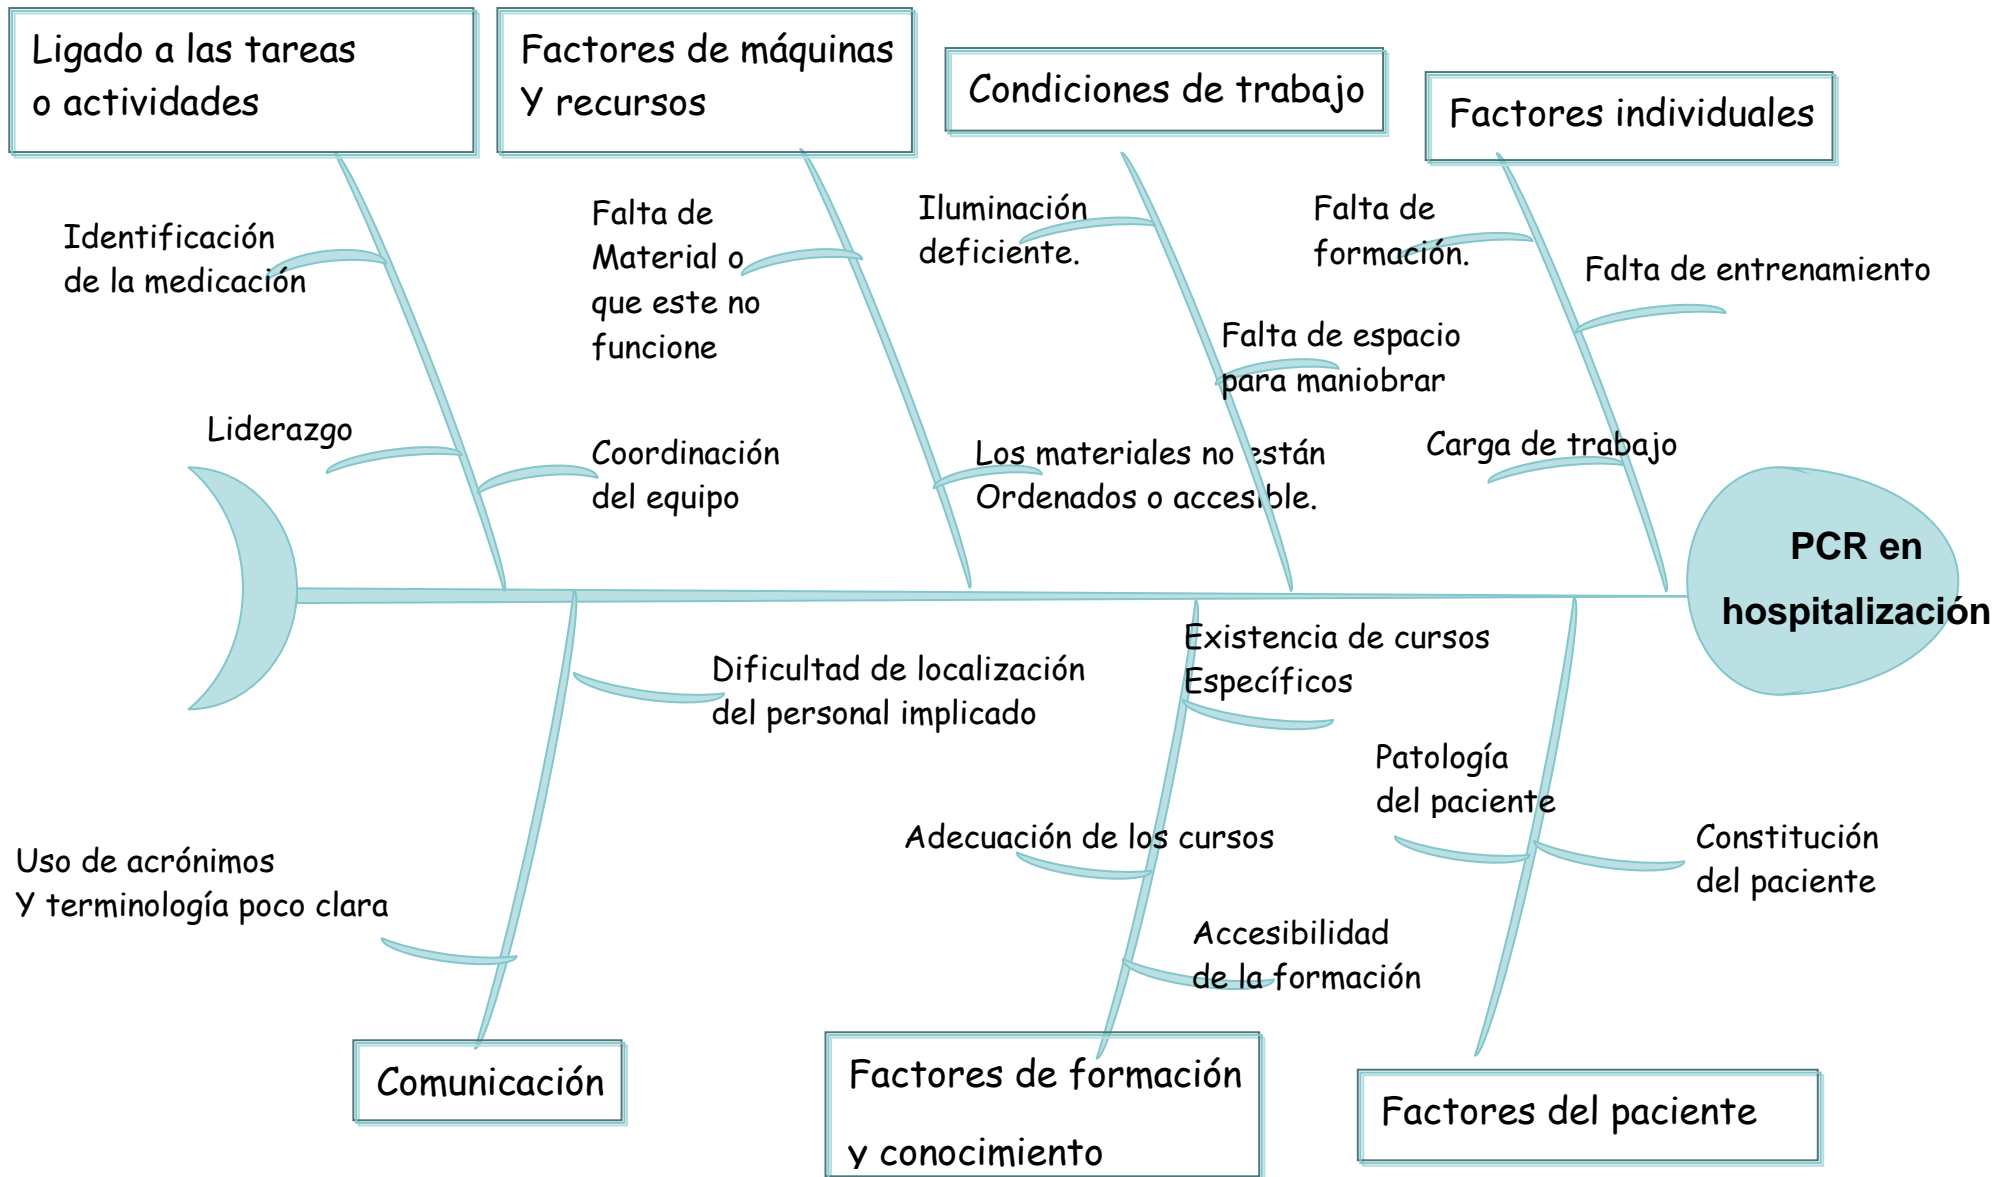 Ligado a las tareas
o actividades
Factores de máquinas
Y recursos
Condiciones de trabajo
Factores individuales
Identificación
de la medicación
Falta de
Material o
que este no
funcione
Iluminación
deficiente.
Falta de
formación.
Falta de entrenamiento
Falta de espacio
para maniobrar
Liderazgo
Coordinación
del equipo
Los materiales no están
Ordenados o accesible.
Carga de trabajo
PCR en
hospitalización
Dificultad de localización
del personal implicado
Existencia de cursos
Específicos
Patología
del paciente
Adecuación de los cursos
Constitución
del paciente
Uso de acrónimos
Y terminología poco clara
Accesibilidad
de la formación
Comunicación
Factores de formación
y conocimiento
Factores del paciente